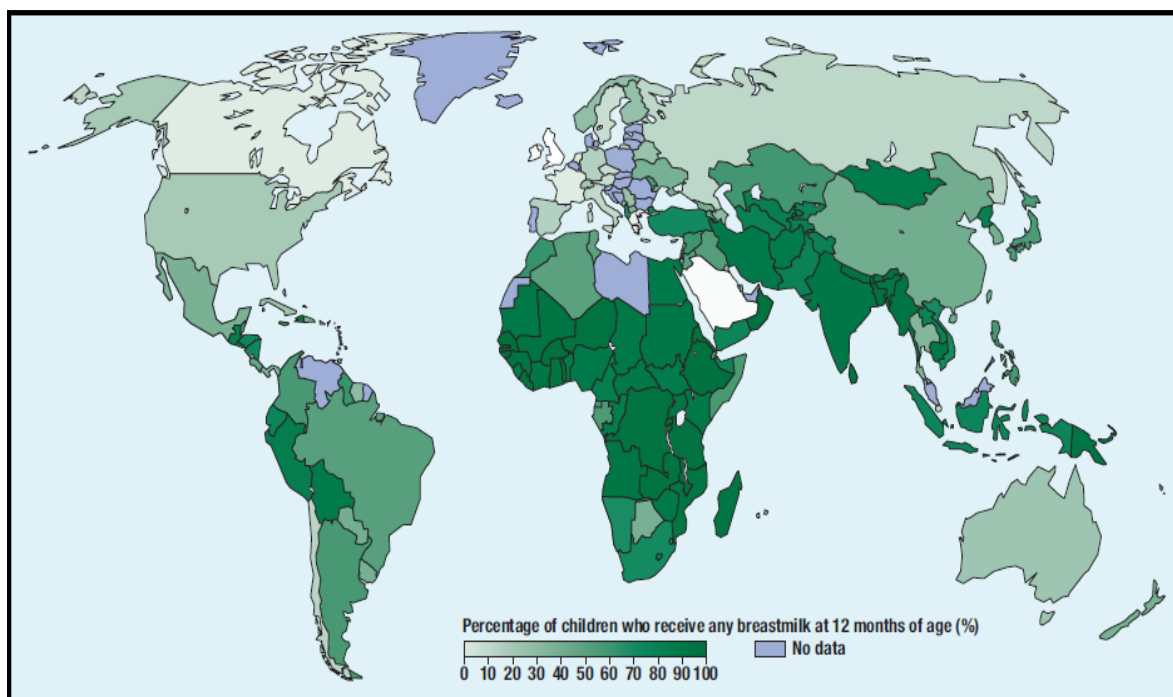 Percentage of children who receive any breastmilk at 12 months of age (%)
No data
0 10 20 30 40 50 60 70 80 90 100